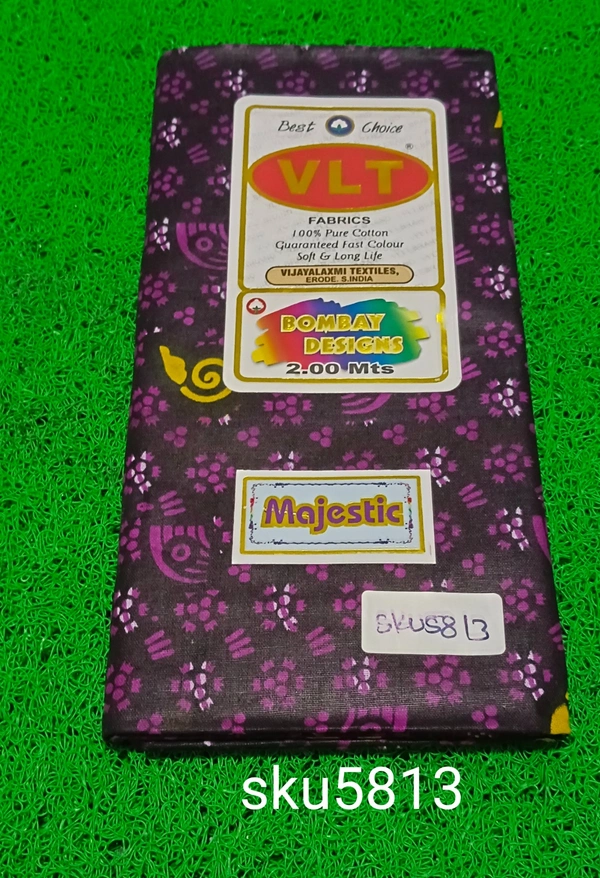 Best Choice
VLT®
FABRICS
100% Pure Cotton
Guaranteed Fast Colour
Soft & Long Life
VIJAYALAXMI TEXTILES,
ERODE. S.INDIA
BOMBAY
DESIGNS
2.00 Mts
Majestic
SKU5813
sku5813